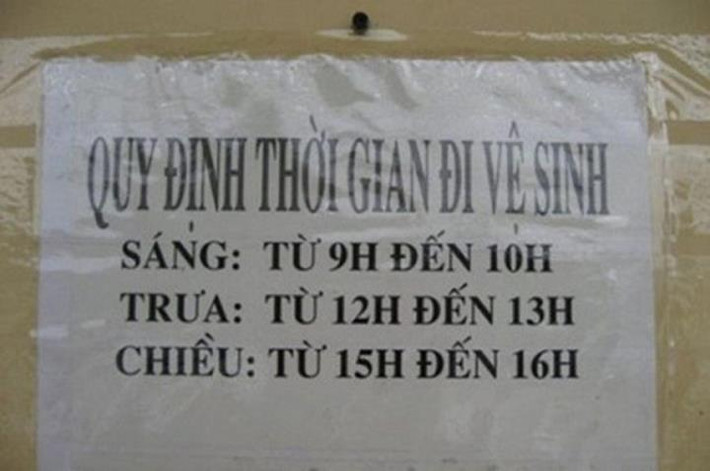 QUY ĐỊNH THỜI GIAN ĐI VỆ SINH
SÁNG: TỪ 9H ĐẾN 10H
TRƯA: TỪ 12H ĐẾN 13H
CHIỀU: TỪ 15H ĐẾN 16H